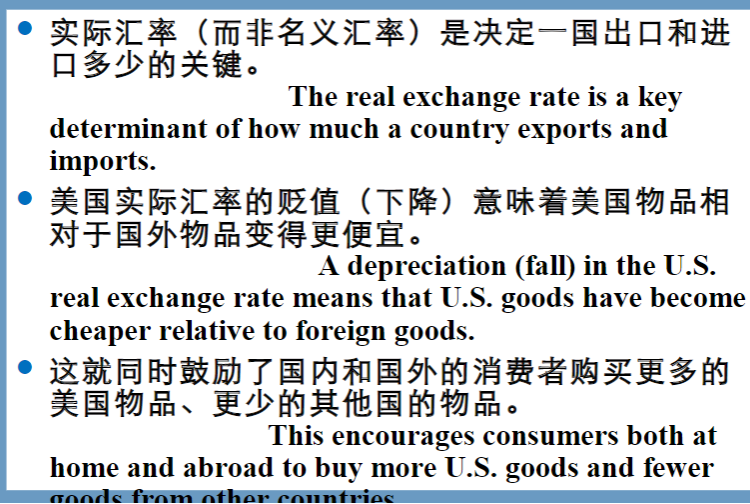 实际汇率（而非名义汇率）是决定一国出口和进
口多少的关键。
The real exchange rate is a key
determinant of how much a country exports and
imports.
美国实际汇率的贬值（下降）意味着美国物品相
对于国外物品变得更便宜。
A depreciation (fall) in the U.S.
real exchange rate means that U.S. goods have become
cheaper relative to foreign goods.
这就同时鼓励了国内和国外的消费者购买更多的
美国物品、更少的其他国的物品。
This encourages consumers both at
home and abroad to buy more U.S. goods and fewer
goods from other countries